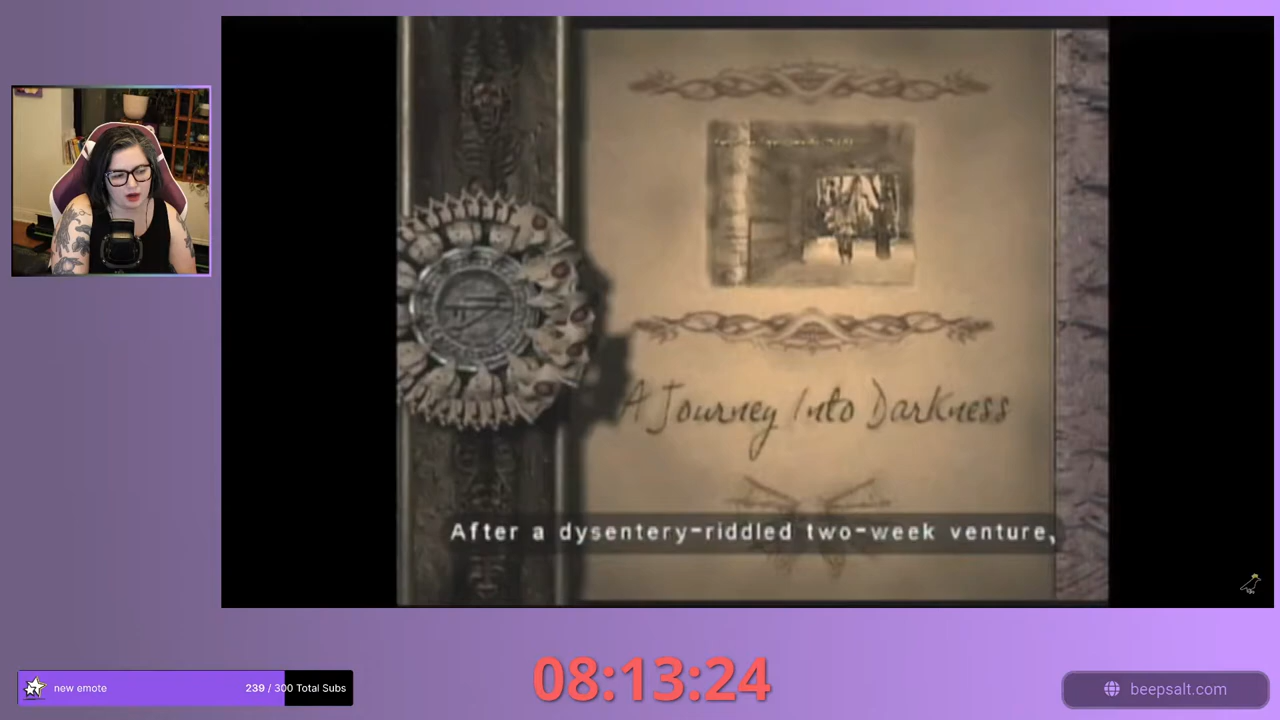 A Journey Into Darkness
After a dysentery-riddled two-week venture,
new emote
239 / 300 Total Subs
08:13:24
beepsalt.com